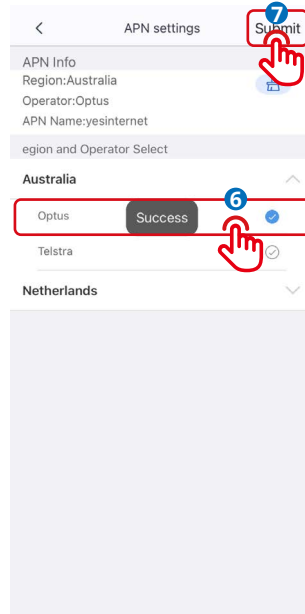 7
APN settings
Submit
APN Info
Region:Australia
Operator:Optus
APN Name:yesinternet
egion and Operator Select
Australia
6
Optus
Success
Telstra
Netherlands